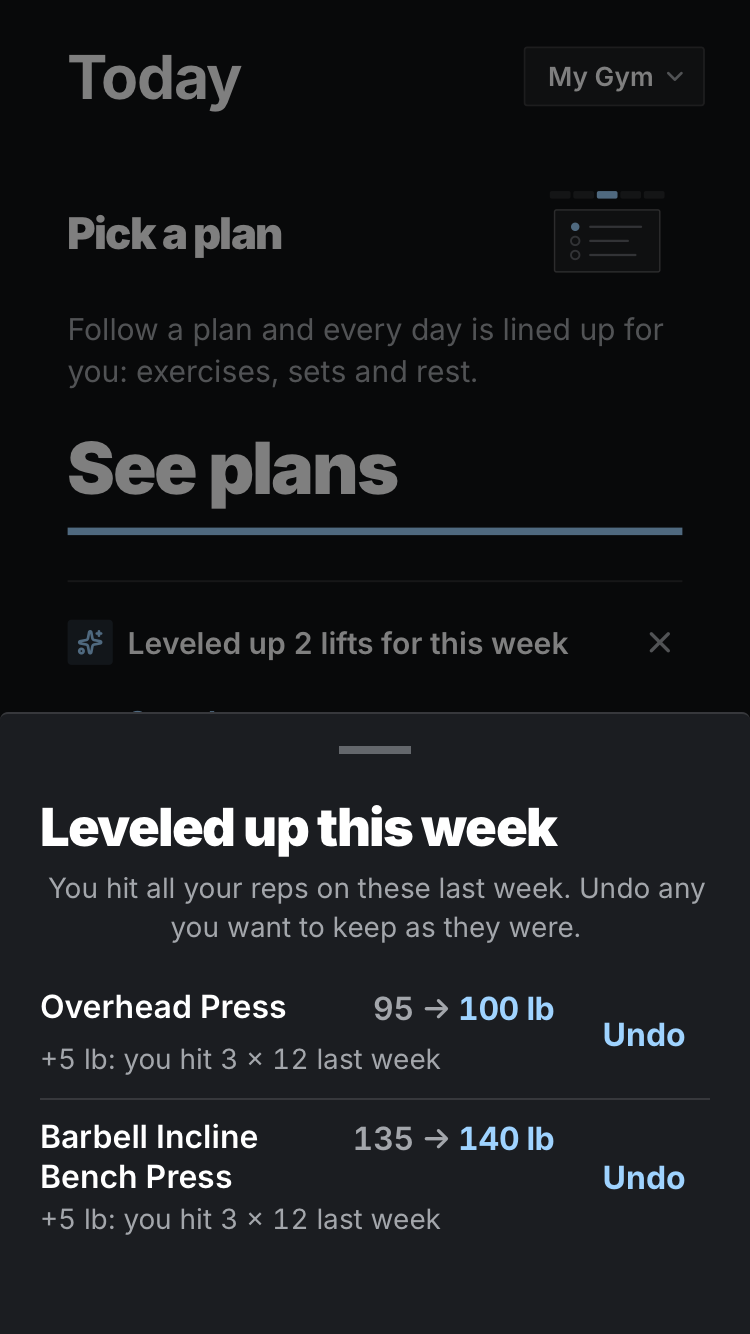 Today
My Gym
Pick a plan
Follow a plan and every day is lined up for
you: exercises, sets and rest.
See plans
Leveled up 2 lifts for this week
Leveled up this week
You hit all your reps on these last week. Undo any
you want to keep as they were.
Overhead Press 95 → 100 lb
Undo
+5 lb: you hit 3 × 12 last week
Barbell Incline 135 → 140 lb
Bench Press
Undo
+5 lb: you hit 3 × 12 last week